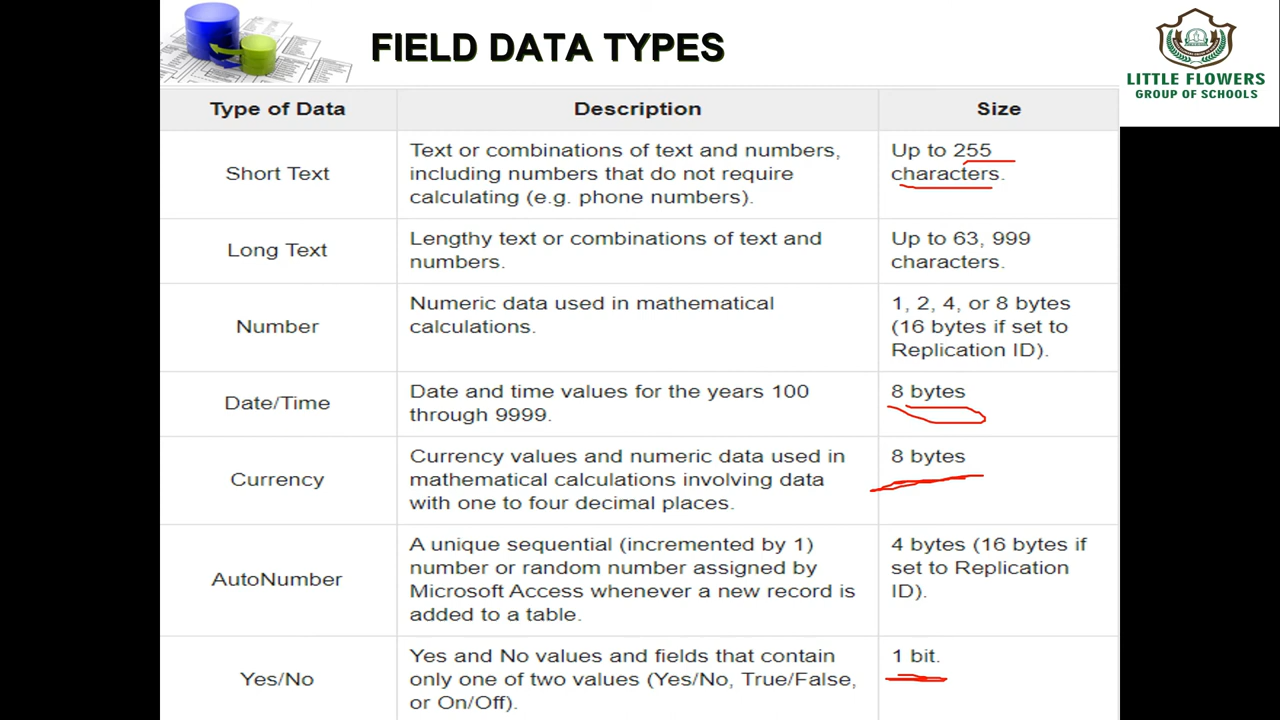 FIELD DATA TYPES
LITTLE FLOWERS
GROUP OF SCHOOLS
Type of Data
Description
Size
Short Text
Text or combinations of text and numbers,
including numbers that do not require
calculating (e.g. phone numbers).
Up to 255
characters.
Long Text
Lengthy text or combinations of text and
numbers.
Up to 63, 999
characters.
Number
Numeric data used in mathematical
calculations.
1, 2, 4, or 8 bytes
(16 bytes if set to
Replication ID).
Date/Time
Date and time values for the years 100
through 9999.
8 bytes
Currency
Currency values and numeric data used in
mathematical calculations involving data
with one to four decimal places.
8 bytes
AutoNumber
A unique sequential (incremented by 1)
number or random number assigned by
Microsoft Access whenever a new record is
added to a table.
4 bytes (16 bytes if
set to Replication
ID).
Yes/No
Yes and No values and fields that contain
only one of two values (Yes/No, True/False,
or On/Off).
1 bit.